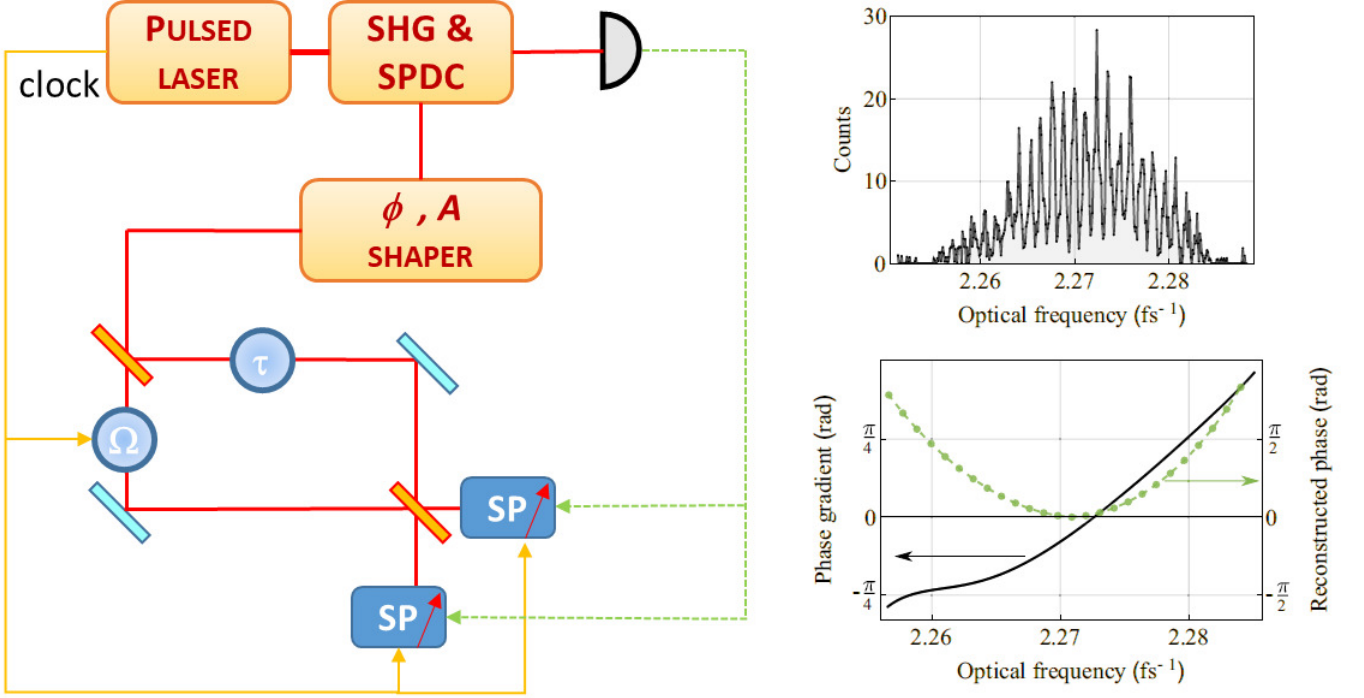 PULSED
LASER
SHG &
SPDC
clock
ϕ , A
SHAPER
τ
Ω
SP
SP
30
20
10
0
Counts
2.26 2.27 2.28
Optical frequency (fs⁻¹)
π/4
0
-π/4
Phase gradient (rad)
π/2
0
-π/2
Reconstructed phase (rad)
2.26 2.27 2.28
Optical frequency (fs⁻¹)